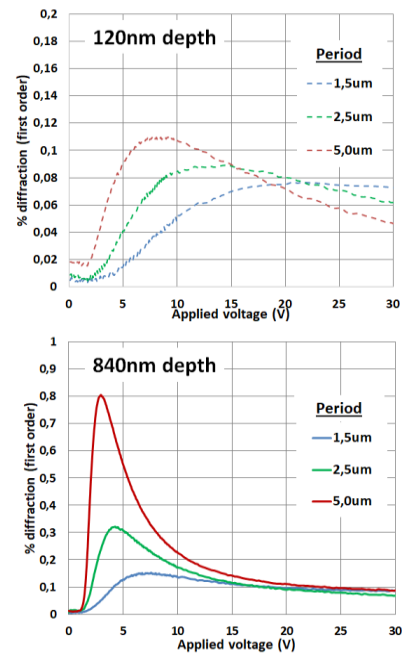 120nm depth
% diffraction (first order)
0,2
0,18
0,16
0,14
0,12
0,1
0,08
0,06
0,04
0,02
0
Period
1,5um
2,5um
5,0um
0 5 10 15 20 25 30
Applied voltage (V)
840nm depth
% diffraction (first order)
1
0,9
0,8
0,7
0,6
0,5
0,4
0,3
0,2
0,1
0
Period
1,5um
2,5um
5,0um
0 5 10 15 20 25 30
Applied voltage (V)